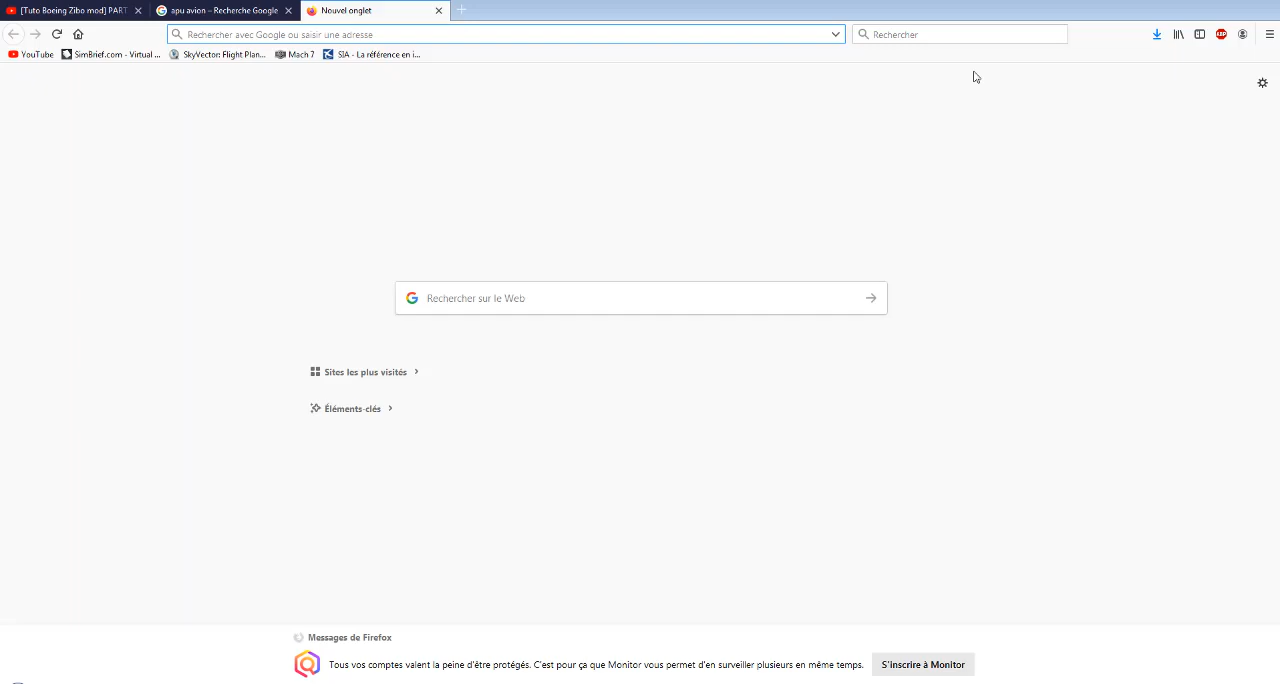 [Tuto Boeing Zibo mod] PART
apu avion – Recherche Google
Nouvel onglet
Rechercher avec Google ou saisir une adresse
Rechercher
YouTube
SimBrief.com - Virtual ...
SkyVector: Flight Plan...
Mach 7
SIA - La référence en i...
ABP
Rechercher sur le Web
Sites les plus visités
Éléments-clés
Messages de Firefox
Tous vos comptes valent la peine d'être protégés. C'est pour ça que Monitor vous permet d'en surveiller plusieurs en même temps.
S'inscrire à Monitor